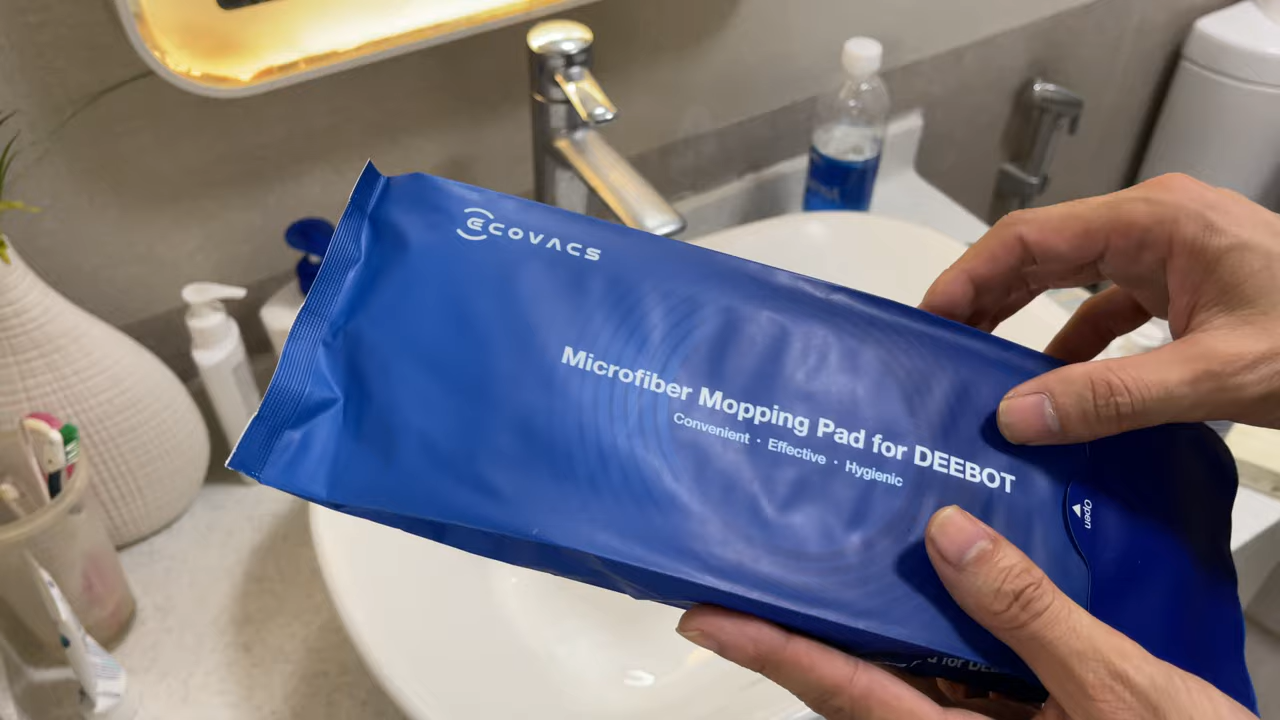 ECOVACS
Microfiber Mopping Pad for DEEBOT
Convenient · Effective · Hygienic
Open